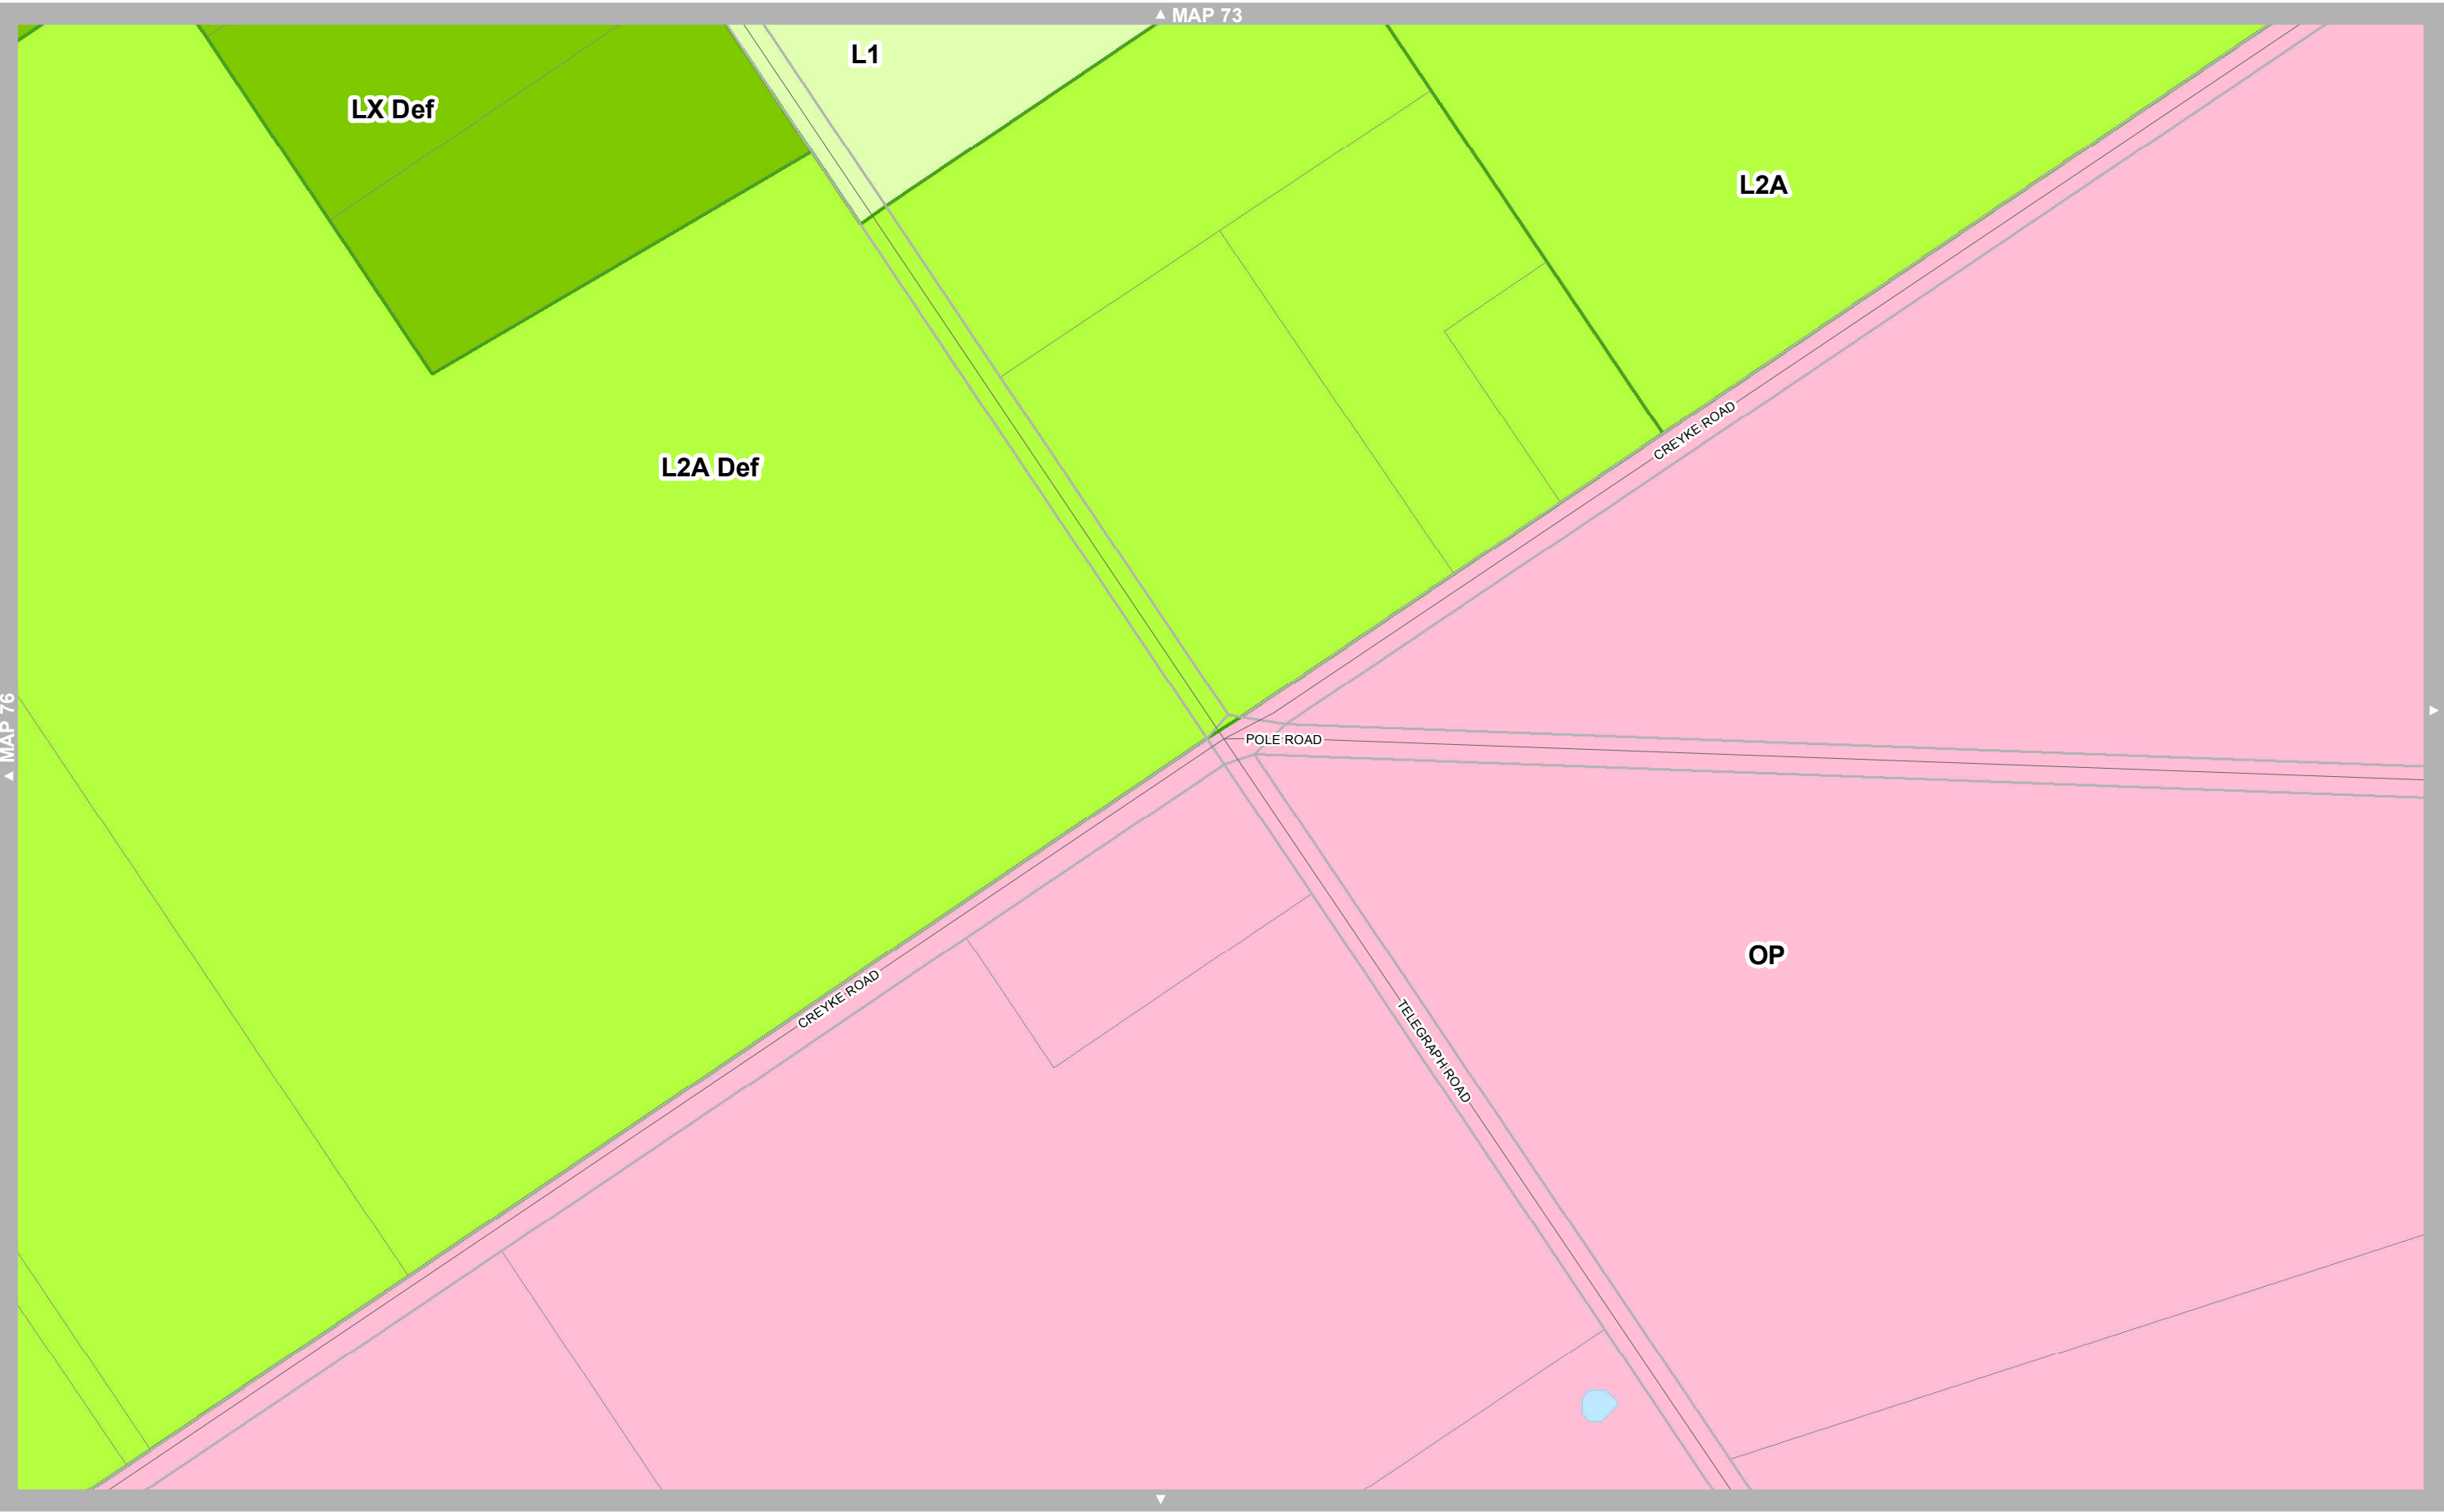 ▲ MAP 73
L1
LX Def
L2A
CREYKE ROAD
L2A Def
◄ MAP 76
POLE ROAD
OP
CREYKE ROAD
TELEGRAPH ROAD